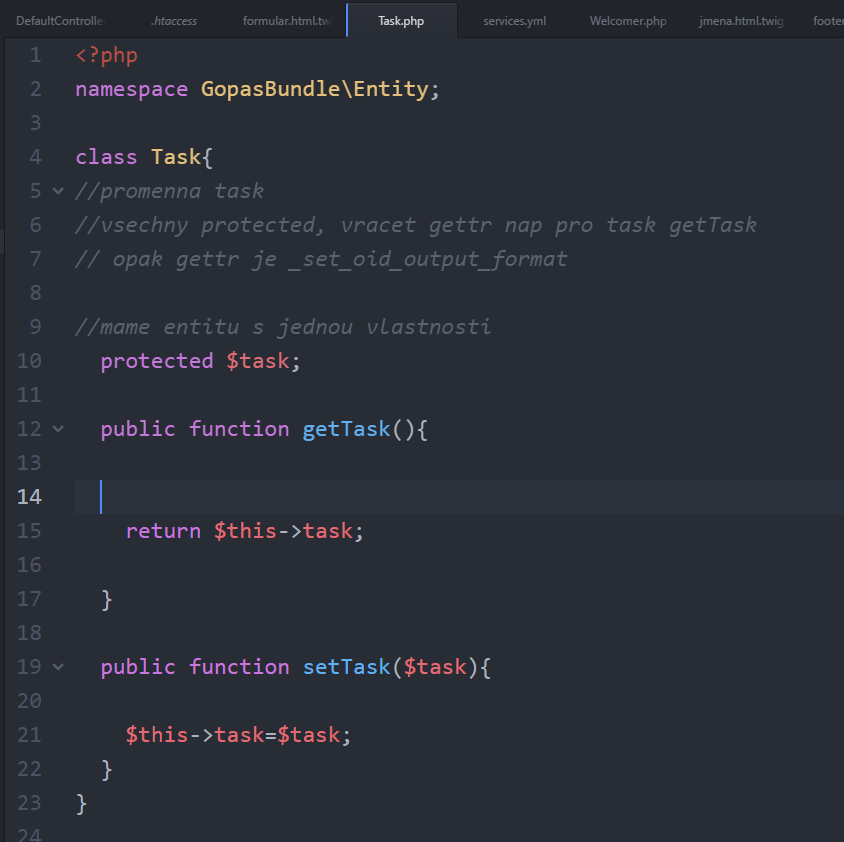 DefaultControlle .htaccess formular.html.tw Task.php services.yml Welcomer.php jmena.html.twig footer
1 <?php
2 namespace GopasBundle\Entity;
3
4 class Task{
5 //promenna task
6 //vsechny protected, vracet gettr nap pro task getTask
7 // opak gettr je _set_oid_output_format
8
9 //mame entitu s jednou vlastnosti
10 protected $task;
11
12 public function getTask(){
13
14
15 return $this->task;
16
17 }
18
19 public function setTask($task){
20
21 $this->task=$task;
22 }
23 }
24